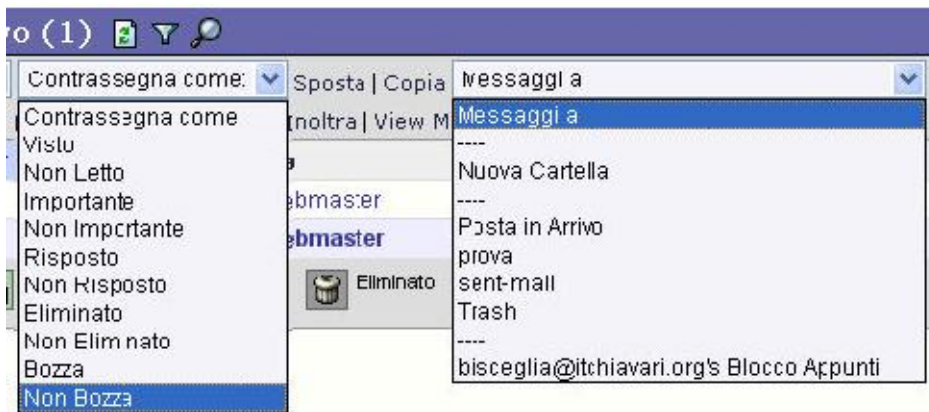 vo (1)
Contrassegna come: Sposta | Copia Messaggi a
Contrassegna come
Visto
Non Letto
Importante
Non Importante
Risposto
Non Risposto
Eliminato
Non Eliminato
Bozza
Non Bozza
Inoltra | View M
ebmaster
ebmaster
Eliminato
Messaggi a
----
Nuova Cartella
----
Posta in Arrivo
prova
sent-mail
Trash
----
bisceglia@itchiavari.org's Blocco Appunti